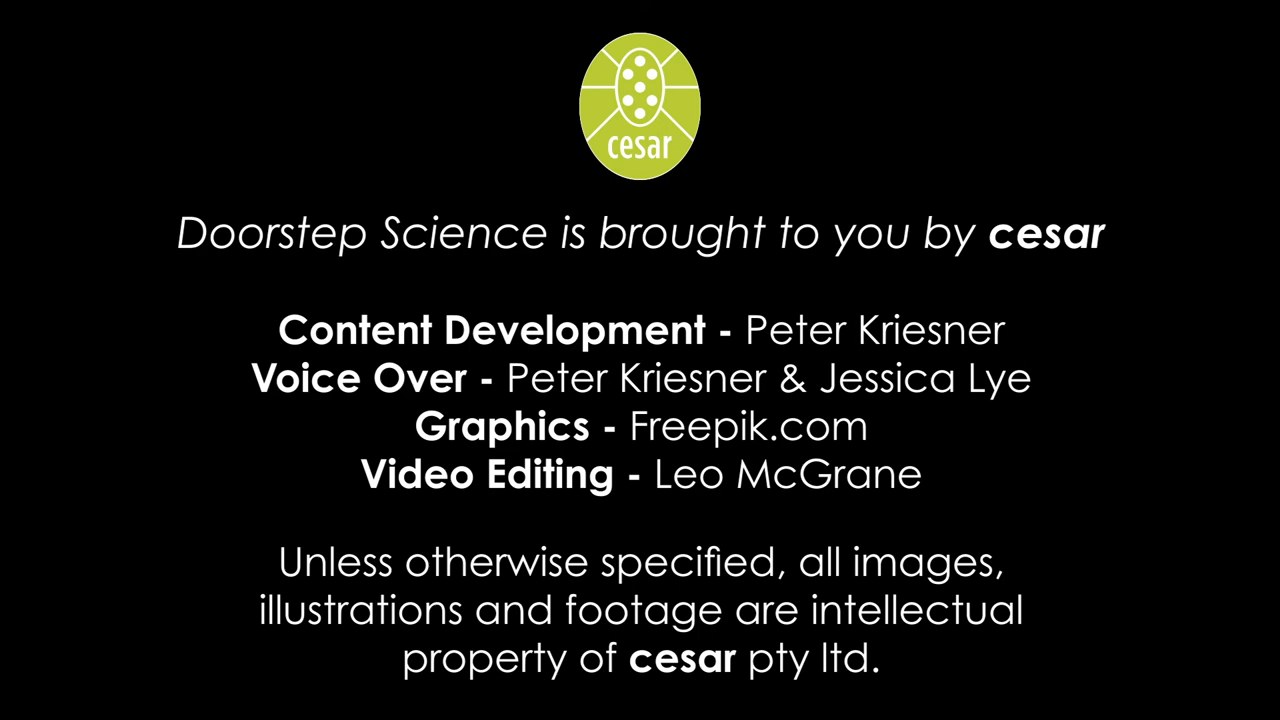 cesar
Doorstep Science is brought to you by cesar
Content Development - Peter Kriesner
Voice Over - Peter Kriesner & Jessica Lye
Graphics - Freepik.com
Video Editing - Leo McGrane
Unless otherwise specified, all images,
illustrations and footage are intellectual
property of cesar pty ltd.